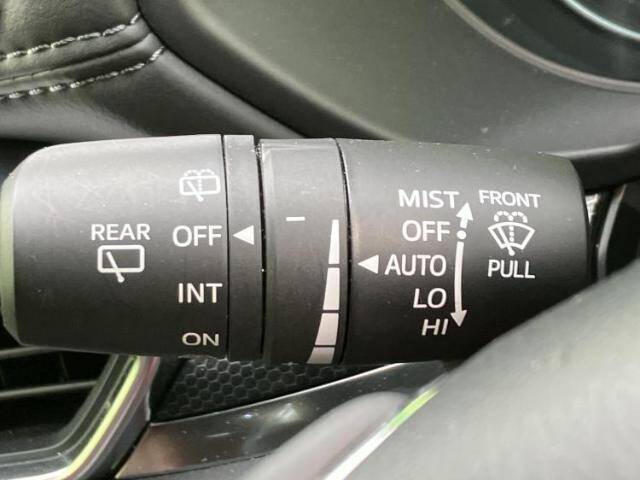 REAR
OFF
INT
ON
MIST
OFF
AUTO
LO
HI
FRONT
PULL